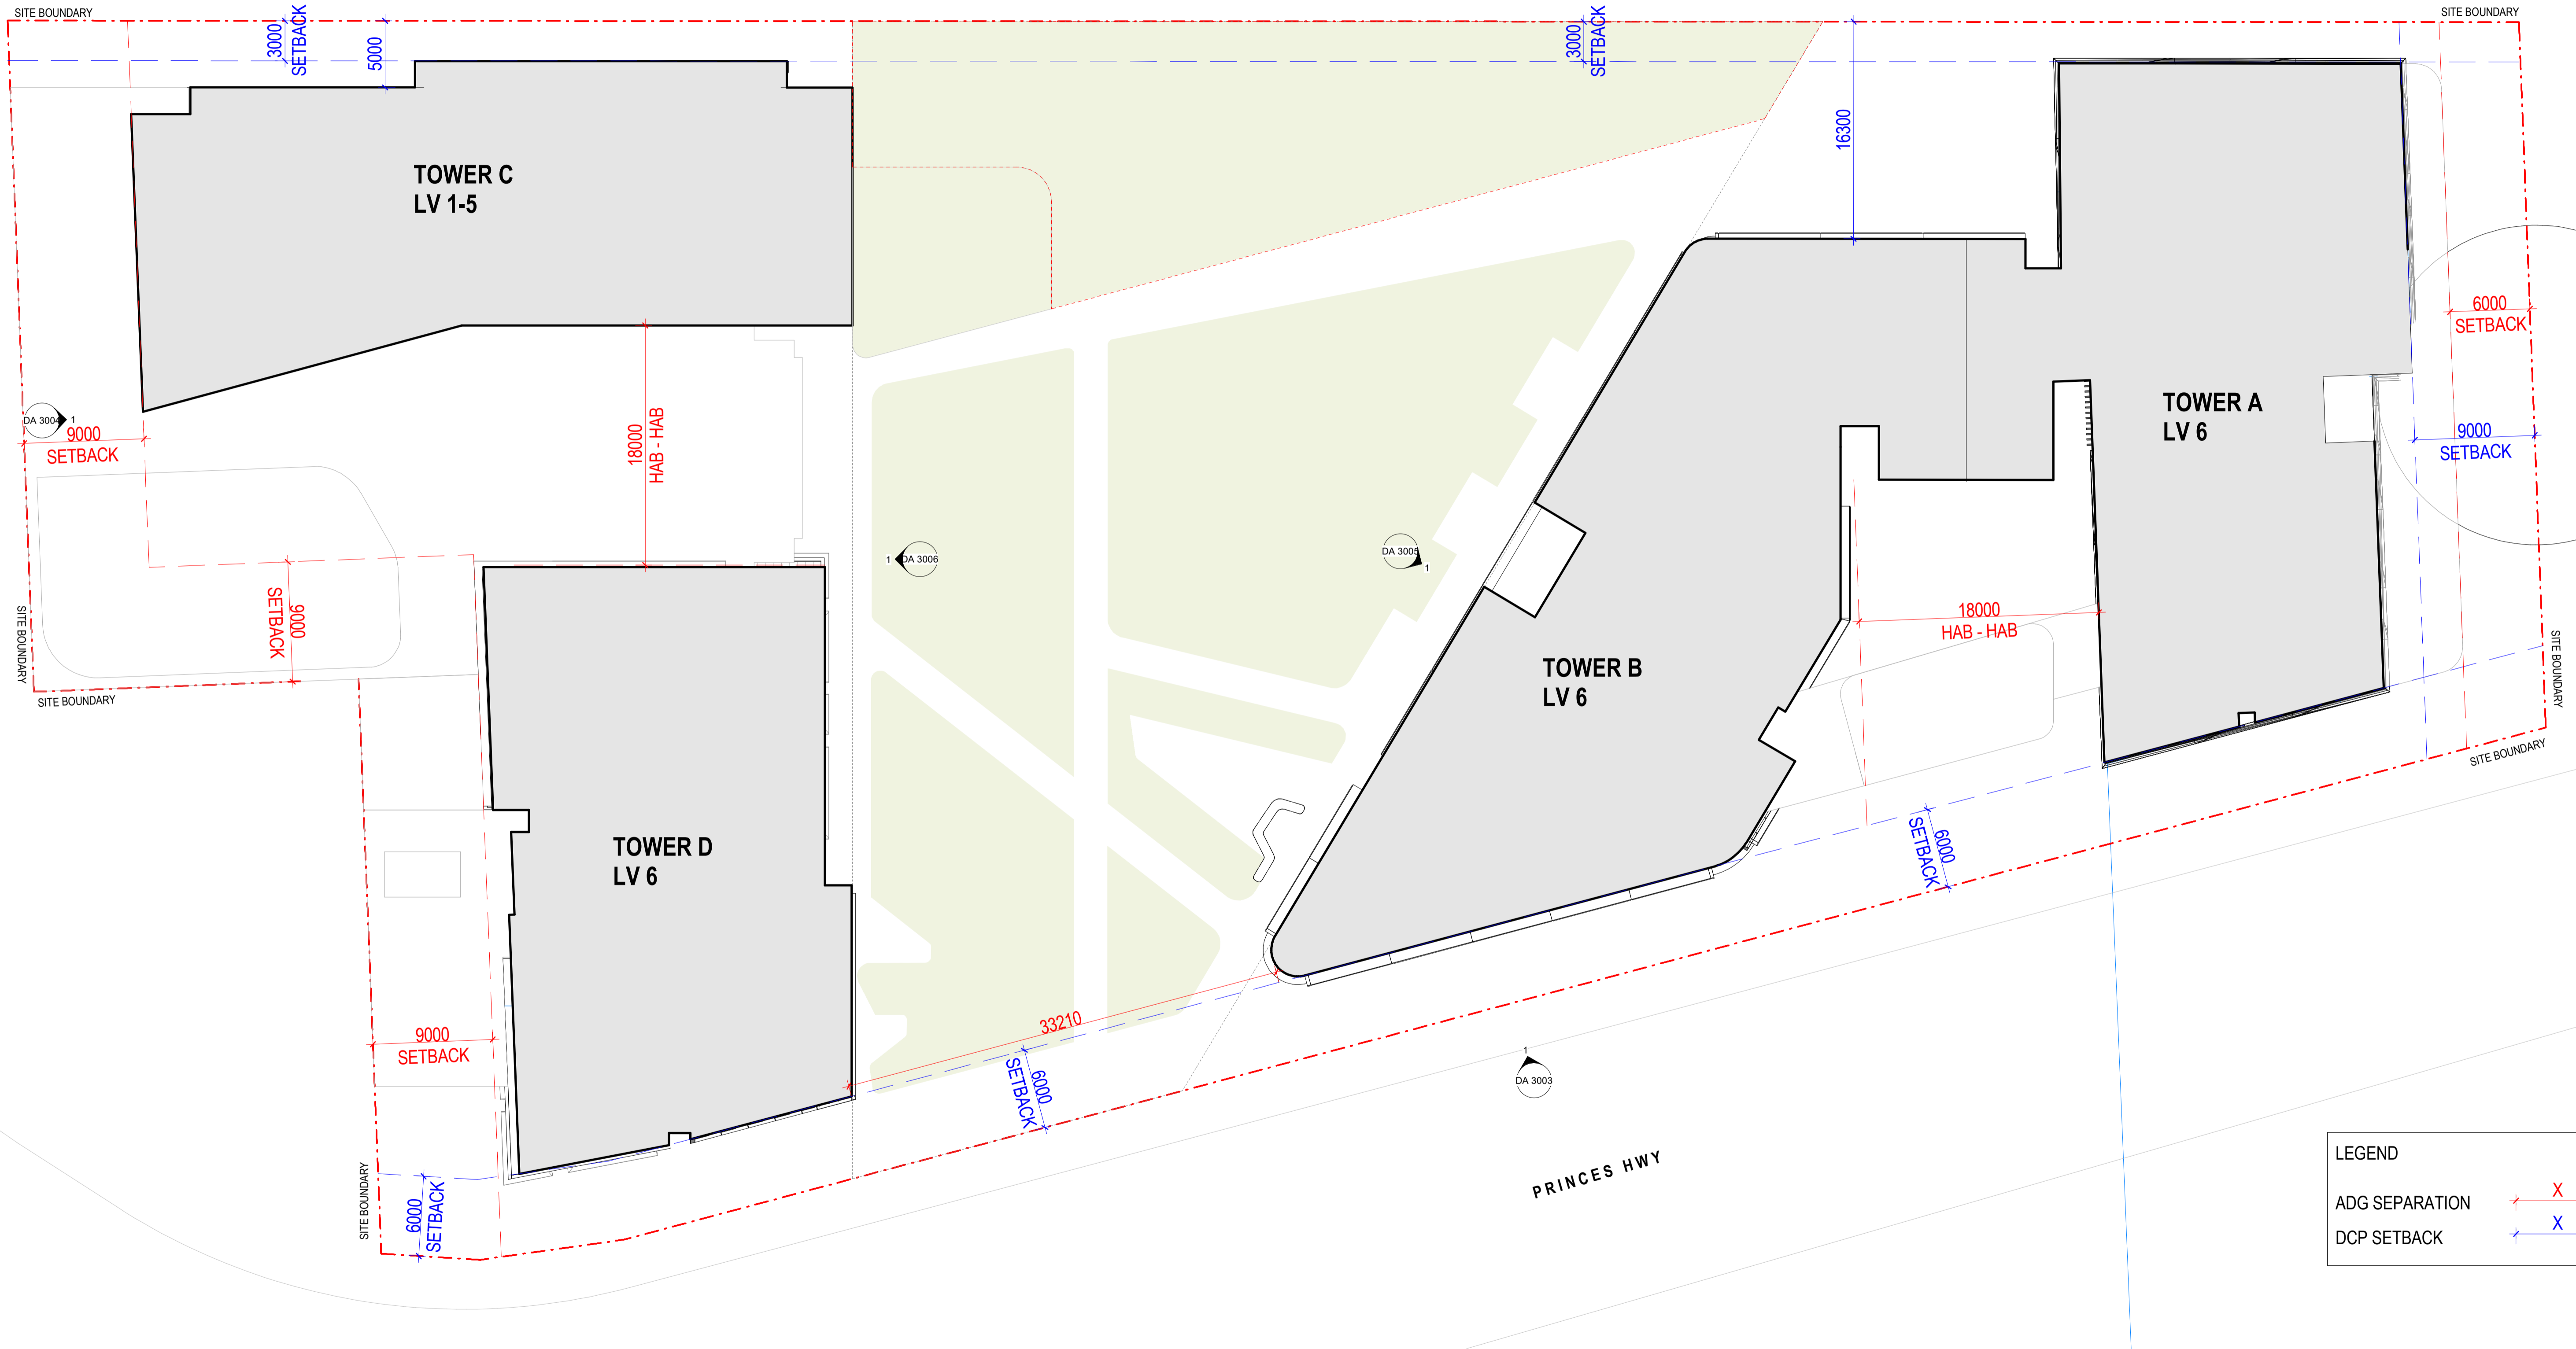 SITE BOUNDARY
3000
SETBACK
5000
3000
SETBACK
SITE BOUNDARY
16300
TOWER C
LV 1-5
6000
SETBACK
TOWER A
LV 6
DA 3004
1
9000
SETBACK
18000
HAB - HAB
9000
SETBACK
1
DA 3006
DA 3005
1
9000
SETBACK
SITE BOUNDARY
SITE BOUNDARY
18000
HAB - HAB
TOWER B
LV 6
SITE BOUNDARY
SITE BOUNDARY
TOWER D
LV 6
6000
SETBACK
9000
SETBACK
33210
6000
SETBACK
1
DA 3003
SITE BOUNDARY
6000
SETBACK
PRINCES HWY
LEGEND
ADG SEPARATION
X
DCP SETBACK
X